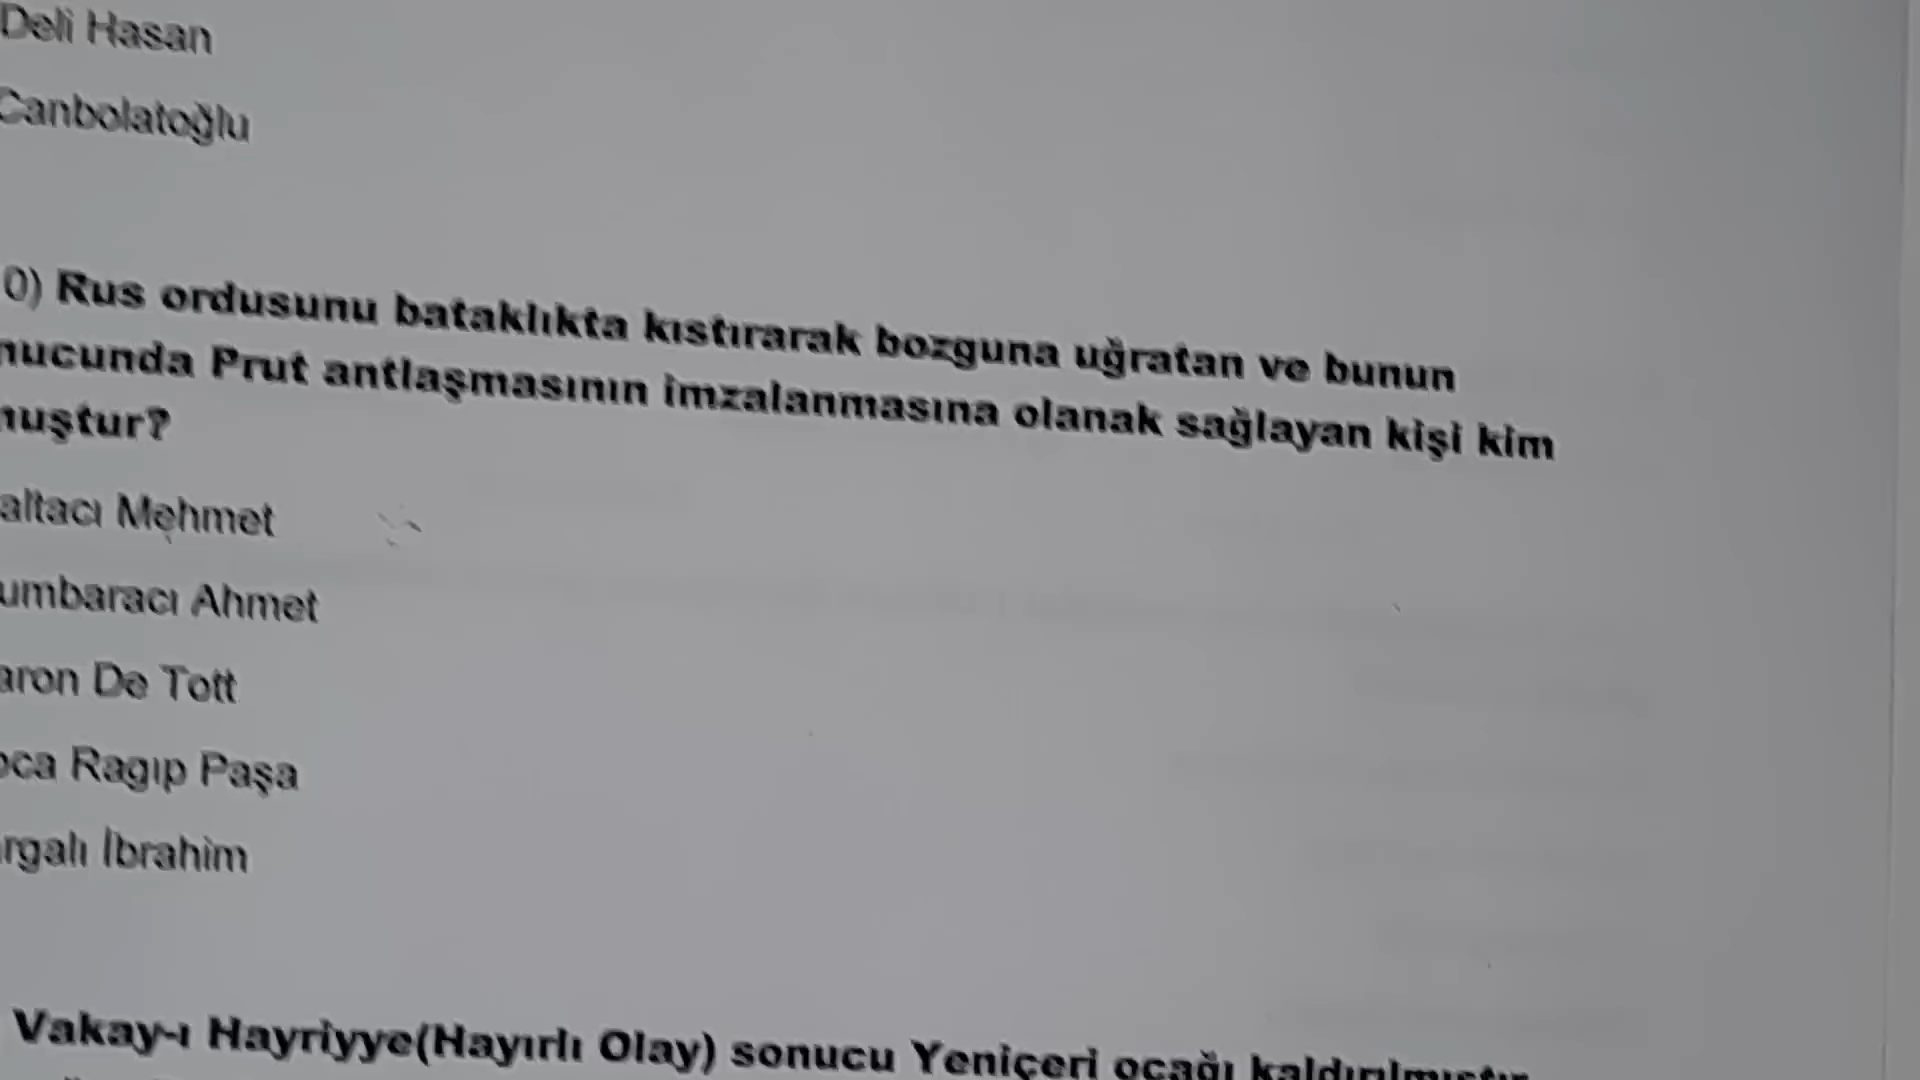 Deli Hasan
Canbolatoğlu
0) Rus ordusunu bataklıkta kıstırarak bozguna uğratan ve bunun
nucunda Prut antlaşmasının imzalanmasına olanak sağlayan kişi kim
muştur?
altacı Mehmet
umbaracı Ahmet
aron De Tott
oca Ragıp Paşa
rgalı İbrahim
Vakay-ı Hayriyye(Hayırlı Olay) sonucu Yeniçeri ocağı kaldırılmıştır